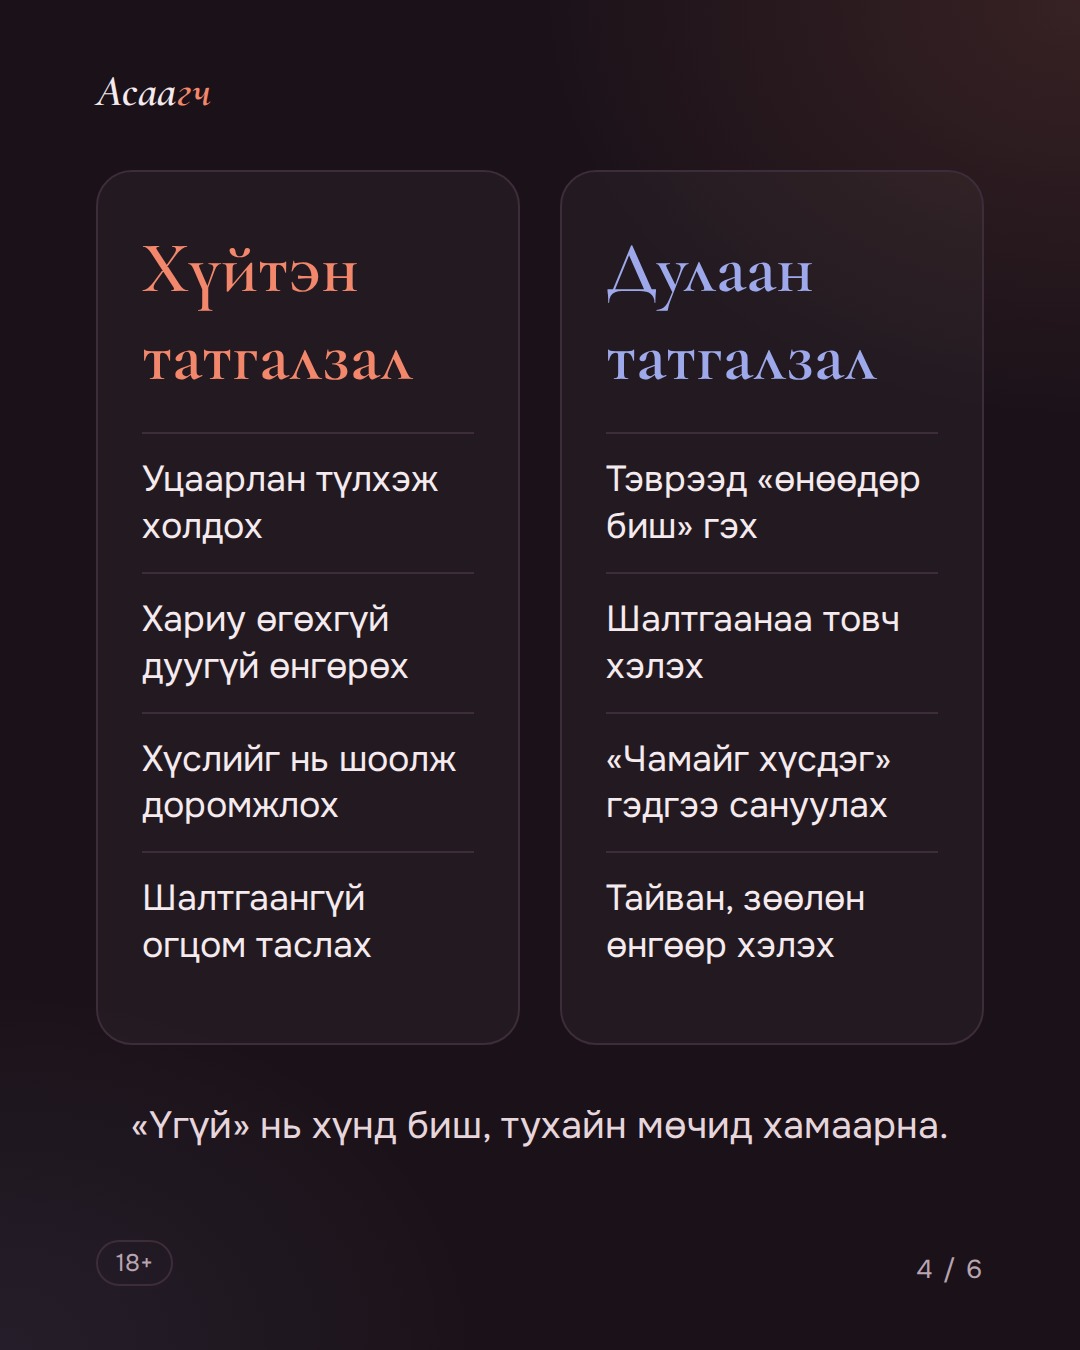 Асаагч
Хүйтэн
татгалзал
Уцаарлан түлхэж
холдох
Хариу өгөхгүй
дуугүй өнгөрөх
Хүслийг нь шоолж
доромжлох
Шалтгаангүй
огцом таслах
Дулаан
татгалзал
Тэврээд «өнөөдөр
биш» гэх
Шалтгаанаа товч
хэлэх
«Чамайг хүсдэг»
гэдгээ сануулах
Тайван, зөөлөн
өнгөөр хэлэх
«Үгүй» нь хүнд биш, тухайн мөчид хамаарна.
18+
4 / 6